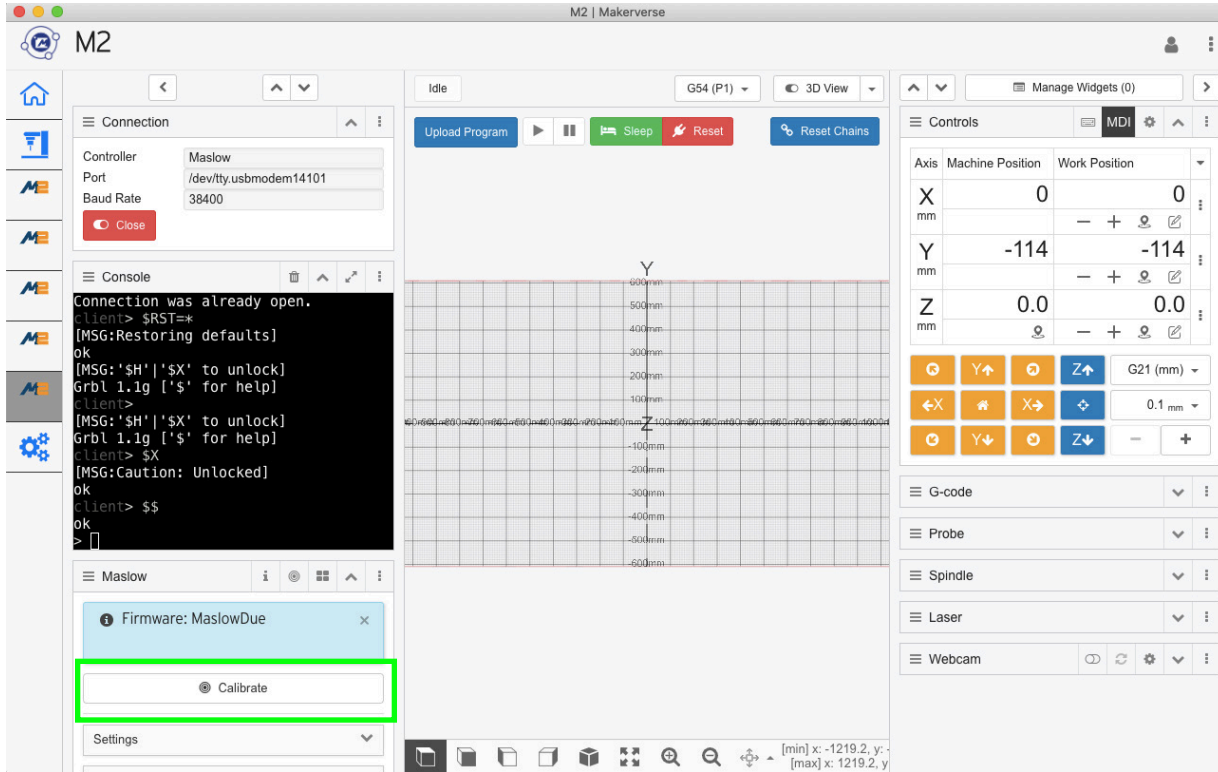 M2 | Makerverse
M2
Connection
Controller
Maslow
Port
/dev/tty.usbmodem14101
Baud Rate
38400
Close
Console
Connection was already open.
client> $RST=*
[MSG:Restoring defaults]
ok
[MSG:'$H'|'$X' to unlock]
Grbl 1.1g ['$' for help]
client>
[MSG:'$H'|'$X' to unlock]
Grbl 1.1g ['$' for help]
client> $X
[MSG:Caution: Unlocked]
ok
client> $$
ok
>
Maslow
Firmware: MaslowDue
Calibrate
Settings
Idle
G54 (P1)
3D View
Upload Program
Sleep
Reset
Reset Chains
Y
600mm
500mm
400mm
300mm
200mm
100mm
Z
-100mm
-200mm
-300mm
-400mm
-500mm
-600mm
[min] x: -1219.2, y: -
[max] x: 1219.2, y
Manage Widgets (0)
Controls
MDI
Axis Machine Position Work Position
X 0 0
mm
Y -114 -114
mm
Z 0.0 0.0
mm
Y Z G21 (mm)
X X 0.1 mm
Y Z
G-code
Probe
Spindle
Laser
Webcam